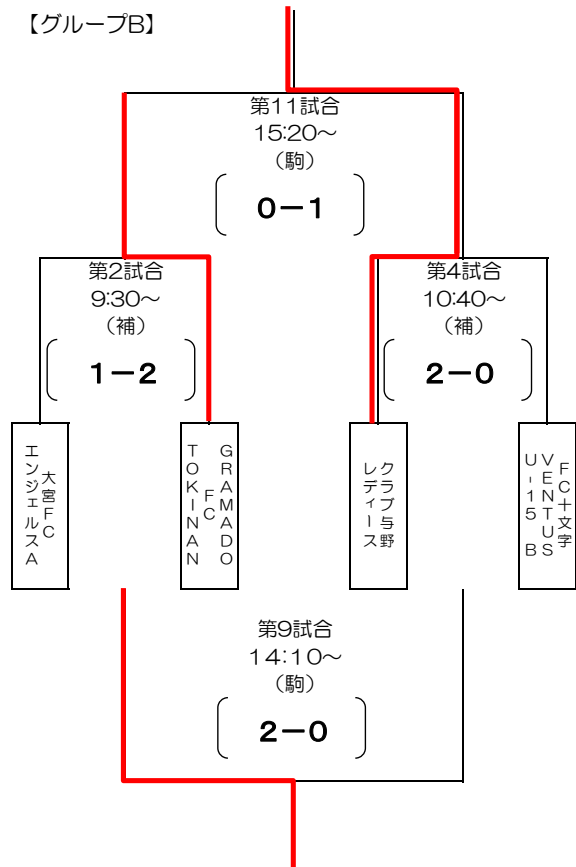 【グループB】
第11試合
15:20～
（駒）
0－1
第2試合
9:30～
（補）
1－2
第4試合
10:40～
（補）
2－0
大宮FC
エンジェルスA
GRAMADO
FC
TOKINAN
クラブ与野
レディース
FC十文字
VENTUS
U-15 B
第9試合
14:10～
（駒）
2－0